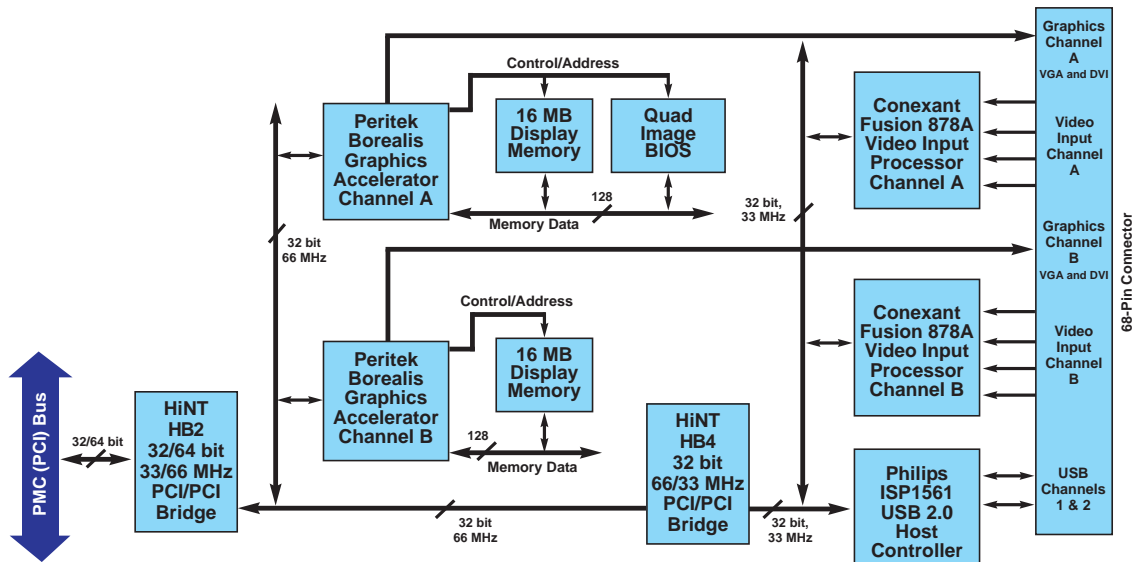 Control/Address
Peritek
Borealis
Graphics
Accelerator
Channel A
16 MB
Display
Memory
Quad
Image
BIOS
128
Memory Data
32 bit
66 MHz
Control/Address
Peritek
Borealis
Graphics
Accelerator
Channel B
16 MB
Display
Memory
128
Memory Data
PMC (PCI) Bus
32/64 bit
HiNT
HB2
32/64 bit
33/66 MHz
PCI/PCI
Bridge
32 bit
66 MHz
HiNT
HB4
32 bit
66/33 MHz
PCI/PCI
Bridge
32 bit,
33 MHz
32 bit,
33 MHz
Conexant
Fusion 878A
Video Input
Processor
Channel A
Conexant
Fusion 878A
Video Input
Processor
Channel B
Philips
ISP1561
USB 2.0
Host
Controller
Graphics
Channel
A
VGA and DVI
Video
Input
Channel
A
Graphics
Channel
B
VGA and DVI
Video
Input
Channel
B
USB
Channels
1 & 2
68-Pin Connector